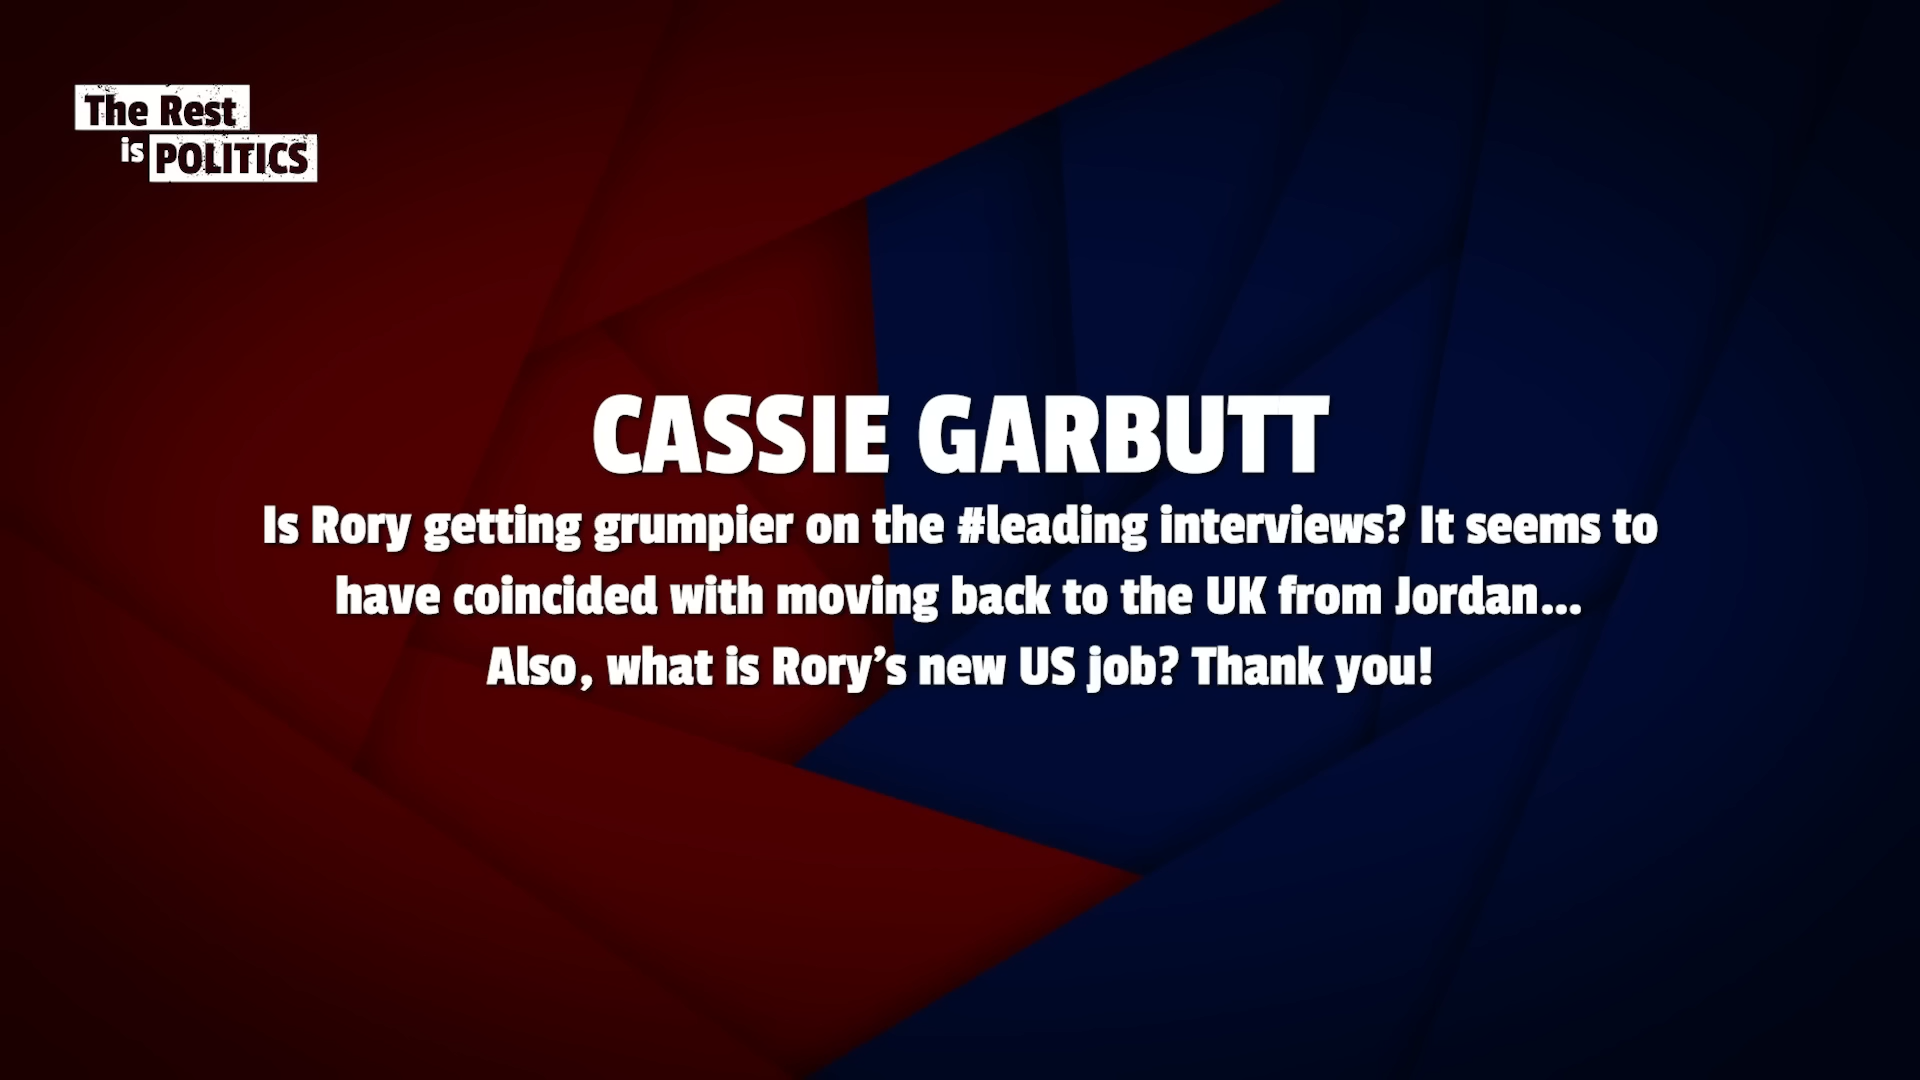 The Rest
is POLITICS
CASSIE GARBUTT
Is Rory getting grumpier on the #leading interviews? It seems to
have coincided with moving back to the UK from Jordan...
Also, what is Rory’s new US job? Thank you!